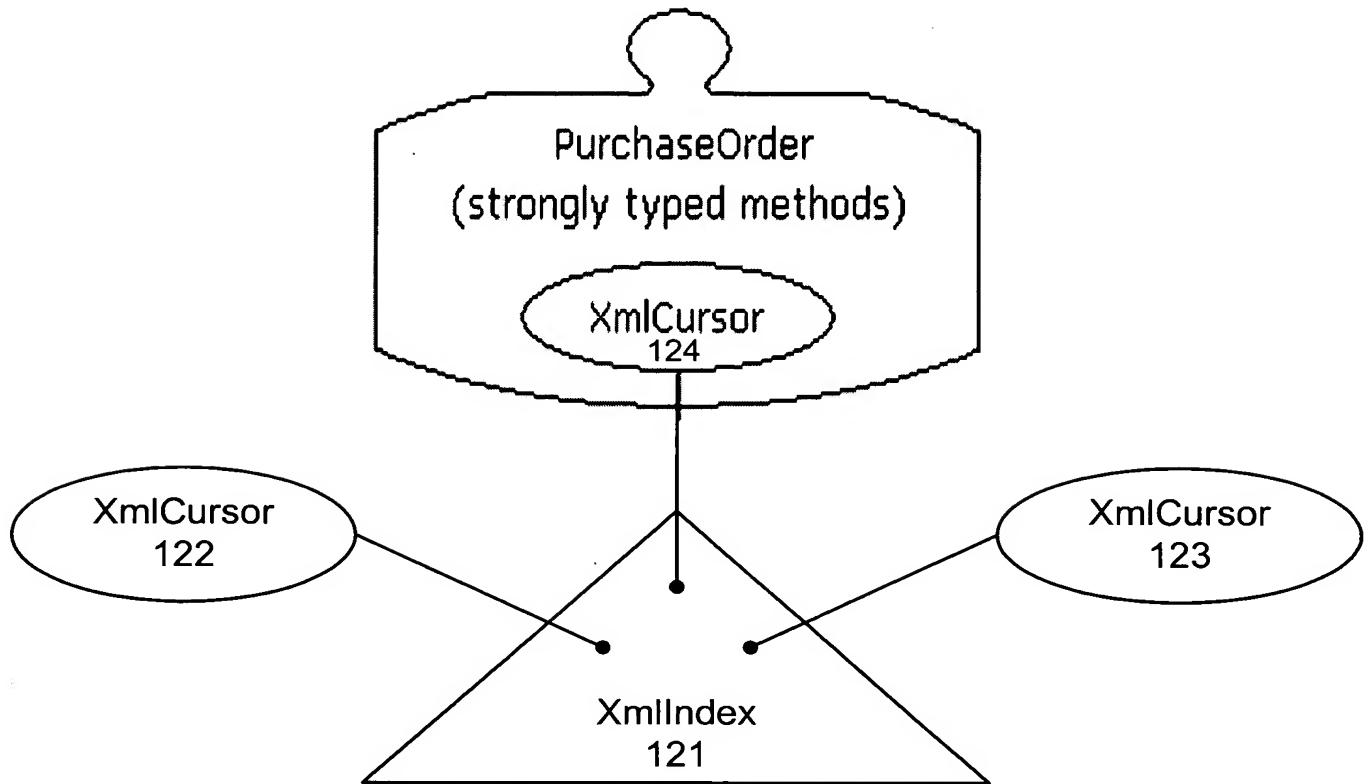 PurchaseOrder
(strongly typed methods)
XmlCursor
124
XmlCursor
122
XmlCursor
123
XmlIndex
121